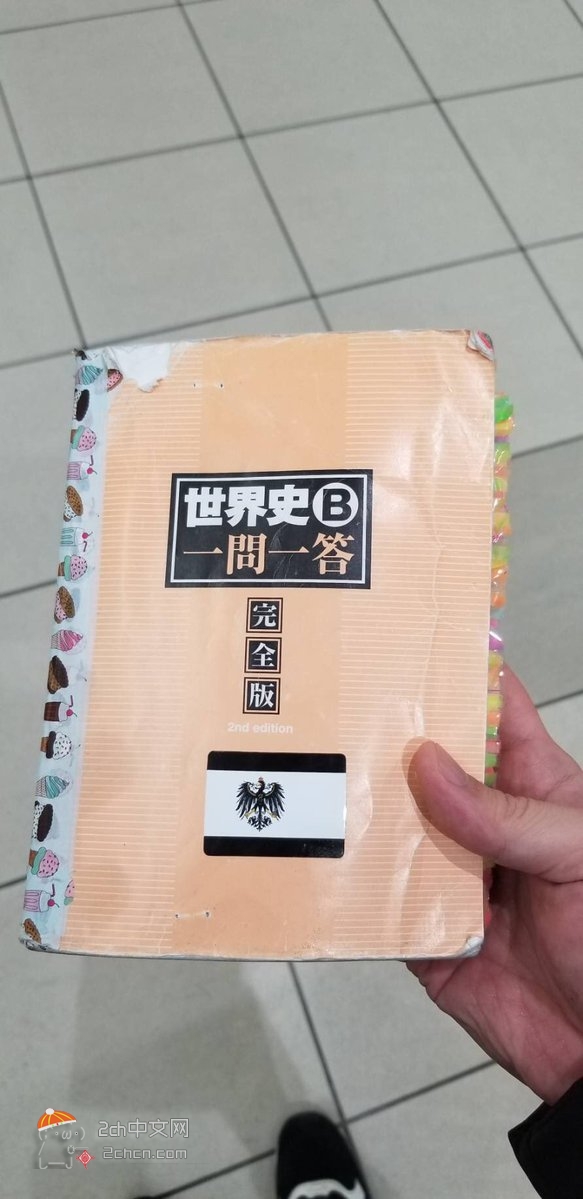 世界史Ⓑ
一問一答
完
全
版
2nd edition
2ch中文网
2chcn.com